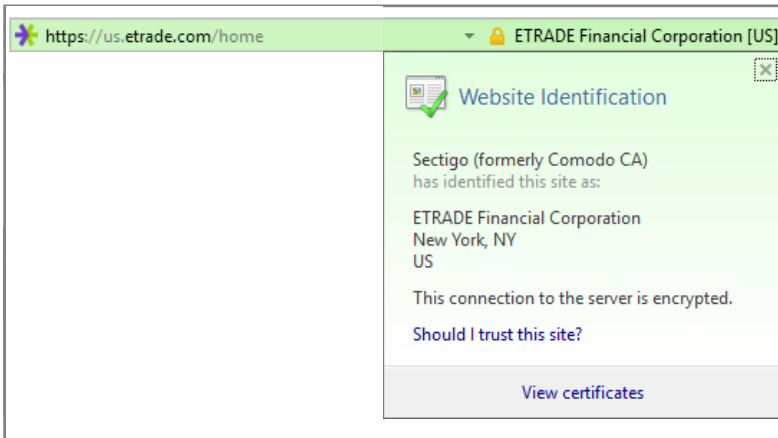 https://us.etrade.com/home ETRADE Financial Corporation [US]
Website Identification
Sectigo (formerly Comodo CA)
has identified this site as:
ETRADE Financial Corporation
New York, NY
US
This connection to the server is encrypted.
Should I trust this site?
View certificates